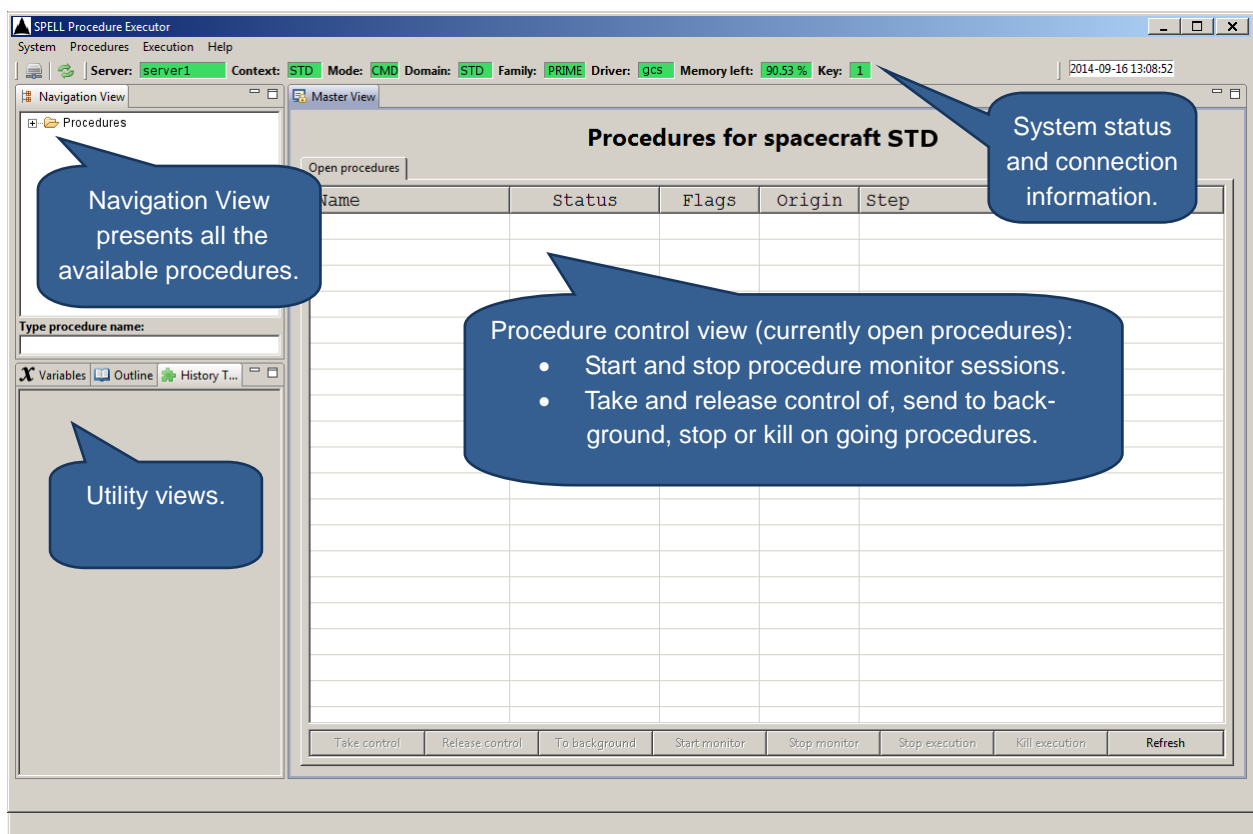 SPELL Procedure Executor
System Procedures Execution Help
Server: server1 Context: STD Mode: CMD Domain: STD Family: PRIME Driver: gcs Memory left: 90.53 % Key: 1 2014-09-16 13:08:52
Navigation View
Master View
Procedures
Procedures for spacecraft STD
System status
and connection
information.
Open procedures
Navigation View
presents all the
available procedures.
Name Status Flags Origin Step
Procedure control view (currently open procedures):
• Start and stop procedure monitor sessions.
• Take and release control of, send to back-
ground, stop or kill on going procedures.
Type procedure name:
Variables Outline History T...
Utility views.
Take control Release control To background Start monitor Stop monitor Stop execution Kill execution Refresh